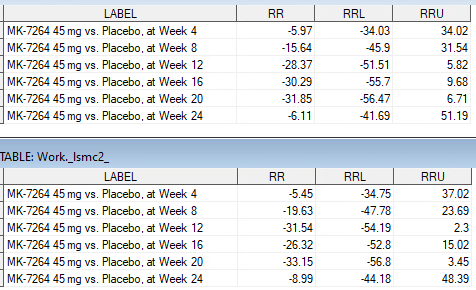 LABEL RR RRL RRU
MK-7264 45 mg vs. Placebo, at Week 4 -5.97 -34.03 34.02
MK-7264 45 mg vs. Placebo, at Week 8 -15.64 -45.9 31.54
MK-7264 45 mg vs. Placebo, at Week 12 -28.37 -51.51 5.82
MK-7264 45 mg vs. Placebo, at Week 16 -30.29 -55.7 9.68
MK-7264 45 mg vs. Placebo, at Week 20 -31.85 -56.47 6.71
MK-7264 45 mg vs. Placebo, at Week 24 -6.11 -41.69 51.19
TABLE: Work._lsmc2_
LABEL RR RRL RRU
MK-7264 45 mg vs. Placebo, at Week 4 -5.45 -34.75 37.02
MK-7264 45 mg vs. Placebo, at Week 8 -19.63 -47.78 23.69
MK-7264 45 mg vs. Placebo, at Week 12 -31.54 -54.19 2.3
MK-7264 45 mg vs. Placebo, at Week 16 -26.32 -52.8 15.02
MK-7264 45 mg vs. Placebo, at Week 20 -33.15 -56.8 3.45
MK-7264 45 mg vs. Placebo, at Week 24 -8.99 -44.18 48.39